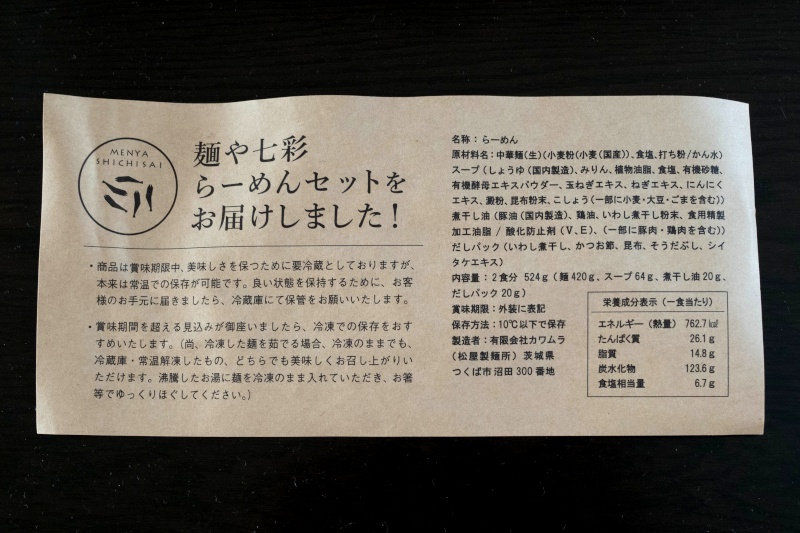 MENYA
SHICHISAI
麺や七彩
らーめんセットを
お届けしました！
・商品は賞味期限中、美味しさを保つために要冷蔵としておりますが、
本来は常温での保存が可能です。良い状態を保持するために、お客
様のお手元に届きましたら、冷蔵庫にて保管をお願いいたします。
・賞味期間を超える見込みが御座いましたら、冷凍での保存をおす
すめいたします。（尚、冷凍した麺を茹でる場合、冷凍のままでも、
冷蔵庫・常温解凍したもの、どちらでも美味しくお召し上がりい
ただけます。沸騰したお湯に麺を冷凍のまま入れていただき、お箸
等でゆっくりほぐしてください。）
名称：らーめん
原材料名：中華麺（生）（小麦粉（小麦（国産））、食塩、打ち粉/かん水）
スープ（しょうゆ（国内製造）、みりん、植物油脂、食塩、有機砂糖、
有機酵母エキスパウダー、玉ねぎエキス、ねぎエキス、にんにく
エキス、澱粉、昆布粉末、こしょう（一部に小麦・大豆・ごまを含む））
煮干し油（豚油（国内製造）、鶏油、いわし煮干し粉末、食用精製
加工油脂 / 酸化防止剤（V、E）、（一部に豚肉・鶏肉を含む））
だしパック（いわし煮干し、かつお節、昆布、そうだぶし、シイ
タケエキス）
内容量：2食分 524g（麺420g、スープ64g、煮干し油20g、
だしパック20g）
賞味期限：外装に表記
保存方法：10℃以下で保存
製造者：有限会社カワムラ
（松屋製麺所）茨城県
つくば市沼田300番地
栄養成分表示（一食当たり）
エネルギー（熱量） 762.7㎉
たんぱく質 26.1g
脂質 14.8g
炭水化物 123.6g
食塩相当量 6.7g